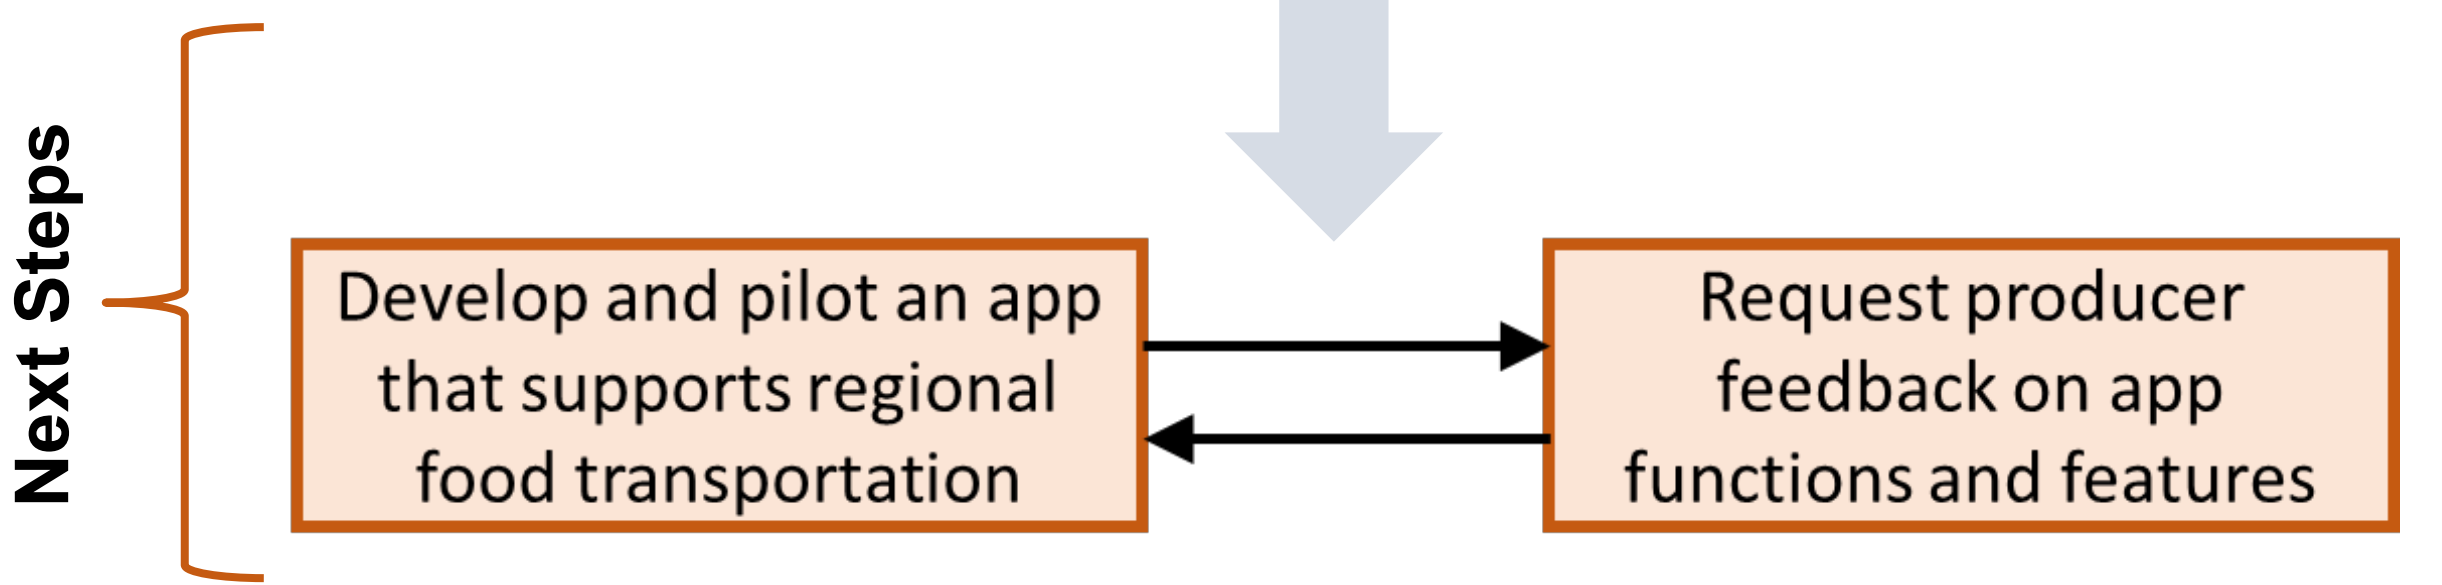 Next Steps
Develop and pilot an app
that supports regional
food transportation
Request producer
feedback on app
functions and features